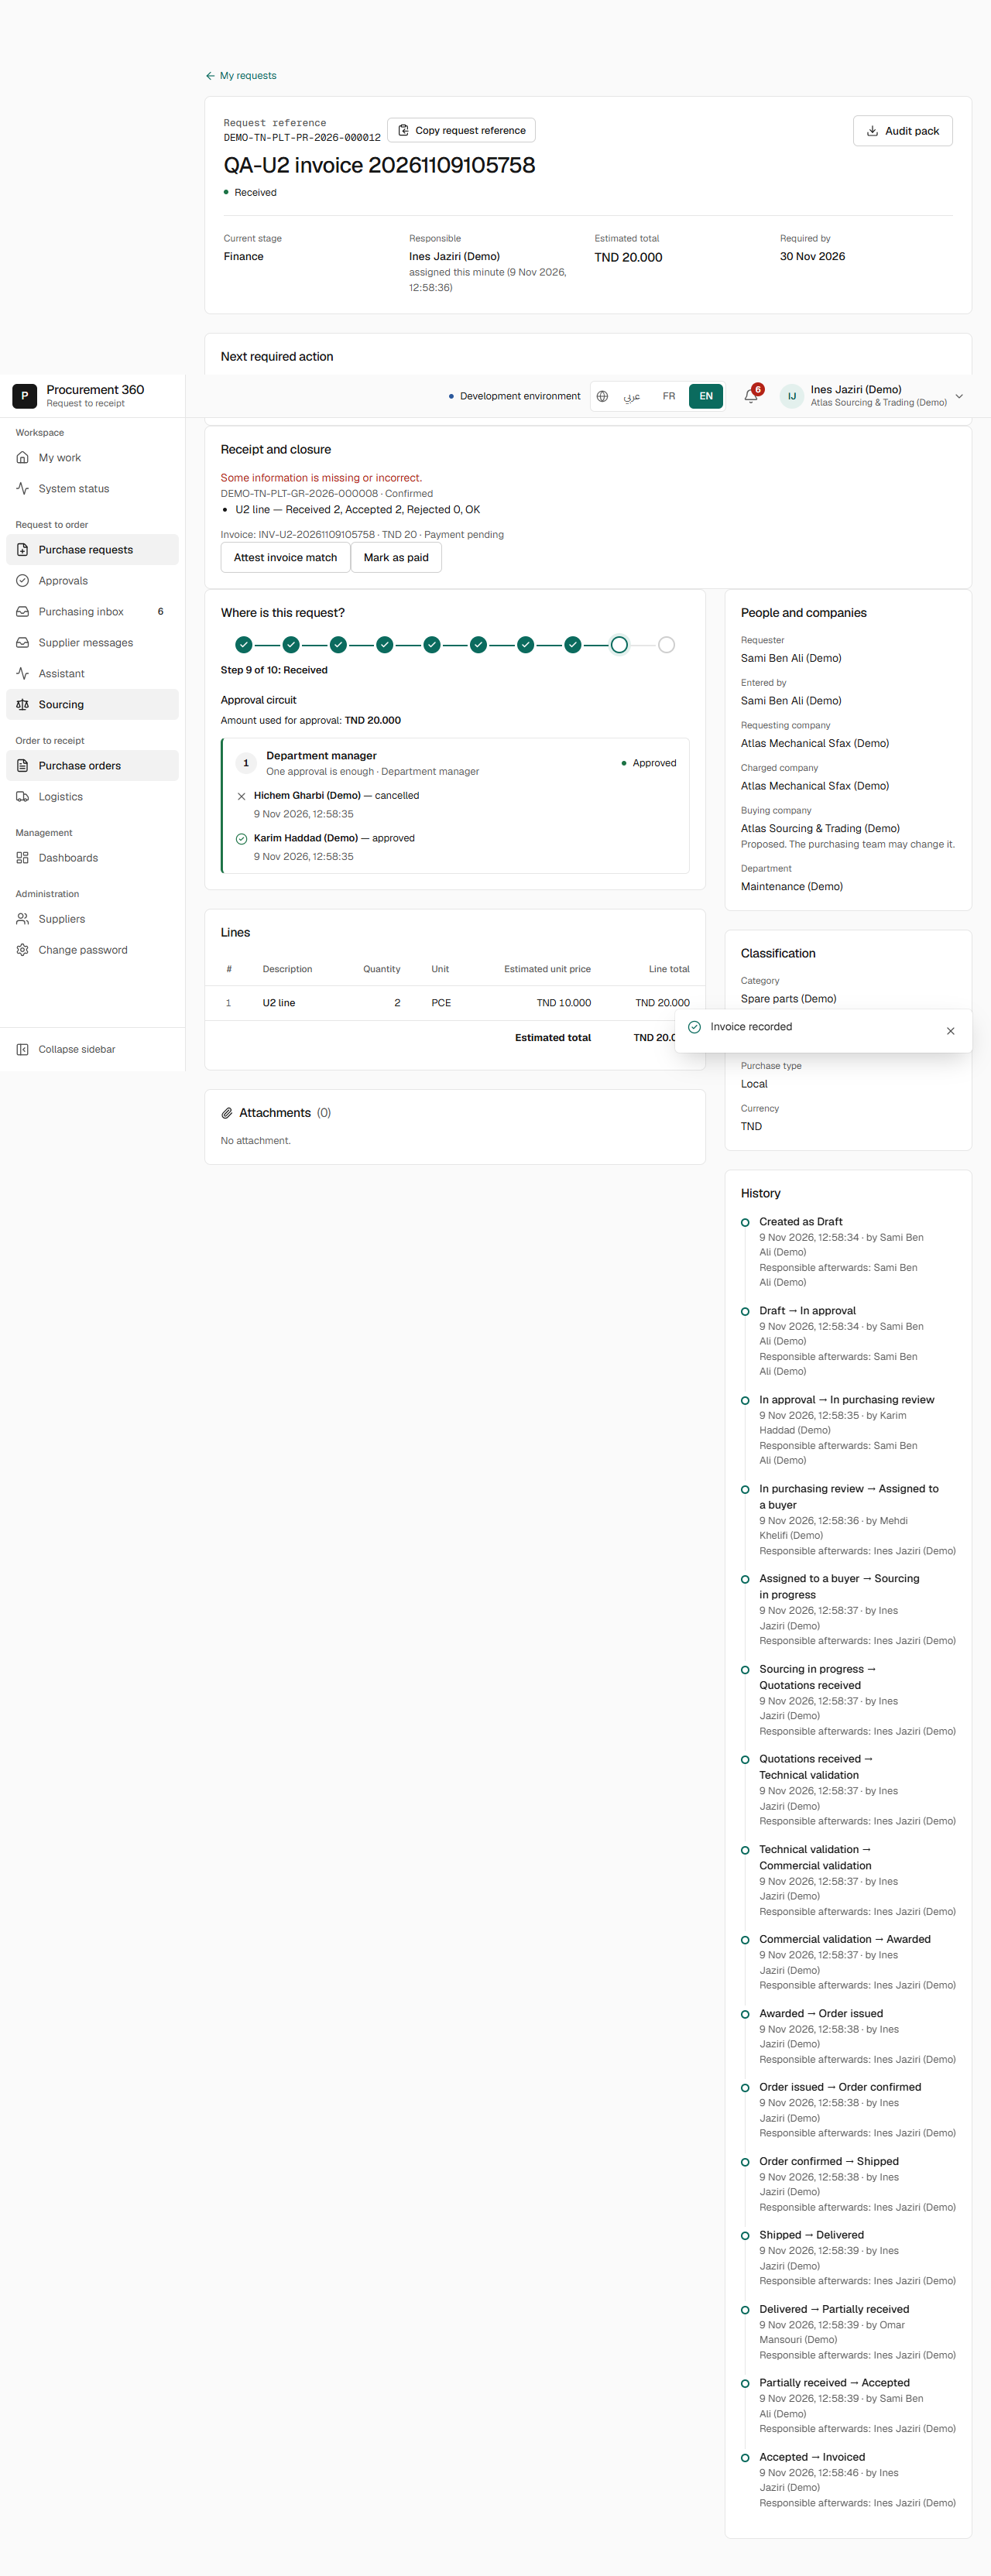 My requests
Request reference
DEMO-TN-PLT-PR-2026-000012
Copy request reference
Audit pack
QA-U2 invoice 20261109105758
Received
Current stage
Finance
Responsible
Ines Jaziri (Demo)
assigned this minute (9 Nov 2026,
12:58:36)
Estimated total
TND 20.000
Required by
30 Nov 2026
Next required action
P
Procurement 360
Request to receipt
Development environment
عربي
FR
EN
6
IJ
Ines Jaziri (Demo)
Atlas Sourcing & Trading (Demo)
Workspace
My work
System status
Request to order
Purchase requests
Approvals
Purchasing inbox
6
Supplier messages
Assistant
Sourcing
Order to receipt
Purchase orders
Logistics
Management
Dashboards
Administration
Suppliers
Change password
Collapse sidebar
Receipt and closure
Some information is missing or incorrect.
DEMO-TN-PLT-GR-2026-000008 · Confirmed
U2 line — Received 2, Accepted 2, Rejected 0, OK
Invoice: INV-U2-20261109105758 · TND 20 · Payment pending
Attest invoice match
Mark as paid
Where is this request?
Step 9 of 10: Received
Approval circuit
Amount used for approval: TND 20.000
1
Department manager
One approval is enough · Department manager
Approved
Hichem Gharbi (Demo) — cancelled
9 Nov 2026, 12:58:35
Karim Haddad (Demo) — approved
9 Nov 2026, 12:58:35
Lines
# Description Quantity Unit Estimated unit price Line total
1 U2 line 2 PCE TND 10.000 TND 20.000
Estimated total TND 20.0
Attachments (0)
No attachment.
People and companies
Requester
Sami Ben Ali (Demo)
Entered by
Sami Ben Ali (Demo)
Requesting company
Atlas Mechanical Sfax (Demo)
Charged company
Atlas Mechanical Sfax (Demo)
Buying company
Atlas Sourcing & Trading (Demo)
Proposed. The purchasing team may change it.
Department
Maintenance (Demo)
Classification
Category
Spare parts (Demo)
Invoice recorded
Purchase type
Local
Currency
TND
History
Created as Draft
9 Nov 2026, 12:58:34 · by Sami Ben
Ali (Demo)
Responsible afterwards: Sami Ben
Ali (Demo)
Draft → In approval
9 Nov 2026, 12:58:34 · by Sami Ben
Ali (Demo)
Responsible afterwards: Sami Ben
Ali (Demo)
In approval → In purchasing review
9 Nov 2026, 12:58:35 · by Karim
Haddad (Demo)
Responsible afterwards: Sami Ben
Ali (Demo)
In purchasing review → Assigned to
a buyer
9 Nov 2026, 12:58:36 · by Mehdi
Khelifi (Demo)
Responsible afterwards: Ines Jaziri (Demo)
Assigned to a buyer → Sourcing
in progress
9 Nov 2026, 12:58:37 · by Ines
Jaziri (Demo)
Responsible afterwards: Ines Jaziri (Demo)
Sourcing in progress →
Quotations received
9 Nov 2026, 12:58:37 · by Ines
Jaziri (Demo)
Responsible afterwards: Ines Jaziri (Demo)
Quotations received →
Technical validation
9 Nov 2026, 12:58:37 · by Ines
Jaziri (Demo)
Responsible afterwards: Ines Jaziri (Demo)
Technical validation →
Commercial validation
9 Nov 2026, 12:58:37 · by Ines
Jaziri (Demo)
Responsible afterwards: Ines Jaziri (Demo)
Commercial validation → Awarded
9 Nov 2026, 12:58:37 · by Ines
Jaziri (Demo)
Responsible afterwards: Ines Jaziri (Demo)
Awarded → Order issued
9 Nov 2026, 12:58:38 · by Ines
Jaziri (Demo)
Responsible afterwards: Ines Jaziri (Demo)
Order issued → Order confirmed
9 Nov 2026, 12:58:38 · by Ines
Jaziri (Demo)
Responsible afterwards: Ines Jaziri (Demo)
Order confirmed → Shipped
9 Nov 2026, 12:58:38 · by Ines
Jaziri (Demo)
Responsible afterwards: Ines Jaziri (Demo)
Shipped → Delivered
9 Nov 2026, 12:58:39 · by Ines
Jaziri (Demo)
Responsible afterwards: Ines Jaziri (Demo)
Delivered → Partially received
9 Nov 2026, 12:58:39 · by Omar
Mansouri (Demo)
Responsible afterwards: Ines Jaziri (Demo)
Partially received → Accepted
9 Nov 2026, 12:58:39 · by Sami Ben
Ali (Demo)
Responsible afterwards: Ines Jaziri (Demo)
Accepted → Invoiced
9 Nov 2026, 12:58:46 · by Ines
Jaziri (Demo)
Responsible afterwards: Ines Jaziri (Demo)